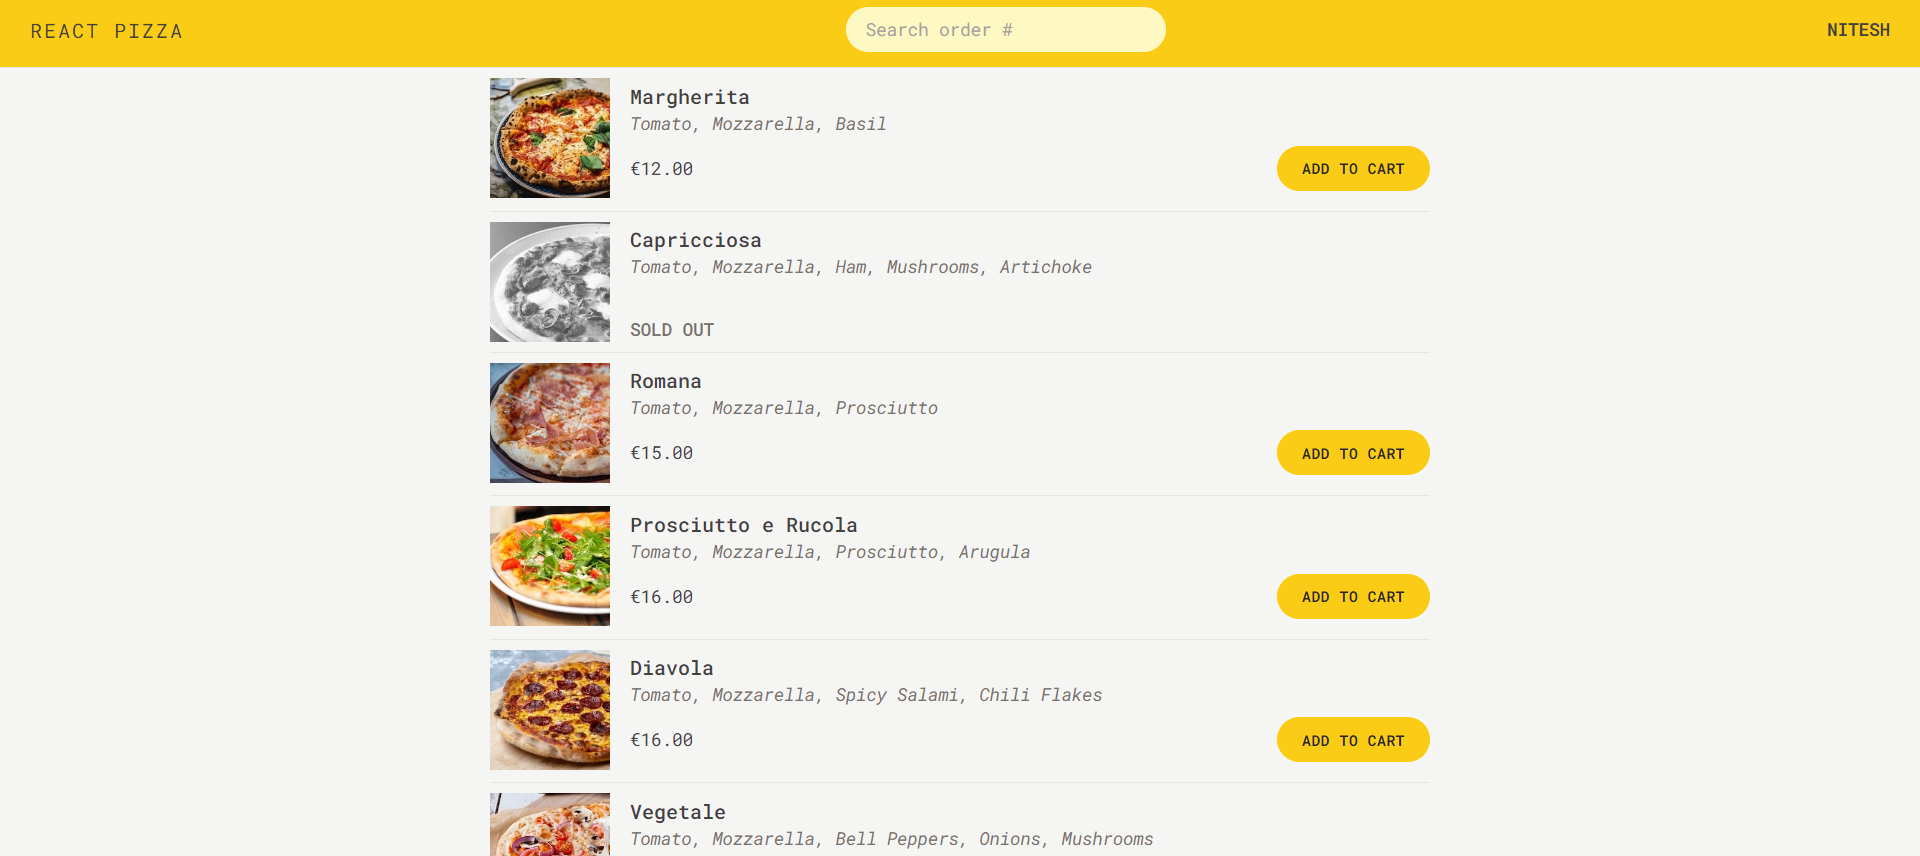 REACT PIZZA
Search order #
NITESH
Margherita
Tomato, Mozzarella, Basil
€12.00
ADD TO CART
Capricciosa
Tomato, Mozzarella, Ham, Mushrooms, Artichoke
SOLD OUT
Romana
Tomato, Mozzarella, Prosciutto
€15.00
ADD TO CART
Prosciutto e Rucola
Tomato, Mozzarella, Prosciutto, Arugula
€16.00
ADD TO CART
Diavola
Tomato, Mozzarella, Spicy Salami, Chili Flakes
€16.00
ADD TO CART
Vegetale
Tomato, Mozzarella, Bell Peppers, Onions, Mushrooms